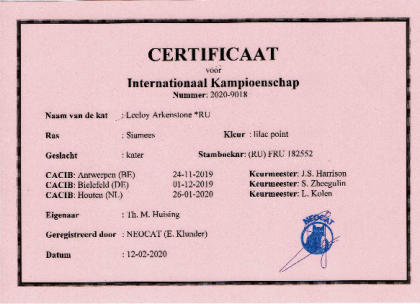 CERTIFICAAT
voor
Internationaal Kampioenschap
Nummer: 2020-9018
Naam van de kat : Leeloy Arkenstone *RU
Ras : Siamees Kleur : lilac point
Geslacht : kater Stamboeknr: (RU) FRU 182552
CACIB: Antwerpen (BE) 24-11-2019 Keurmeester: J.S. Harrison
CACIB: Bielefeld (DE) 01-12-2019 Keurmeester: S. Zheegulin
CACIB: Houten (NL) 26-01-2020 Keurmeester: L. Kolen
Eigenaar : Th. M. Huising
Geregistreerd door : NEOCAT (E. Klunder)
Datum : 12-02-2020
NEOCAT